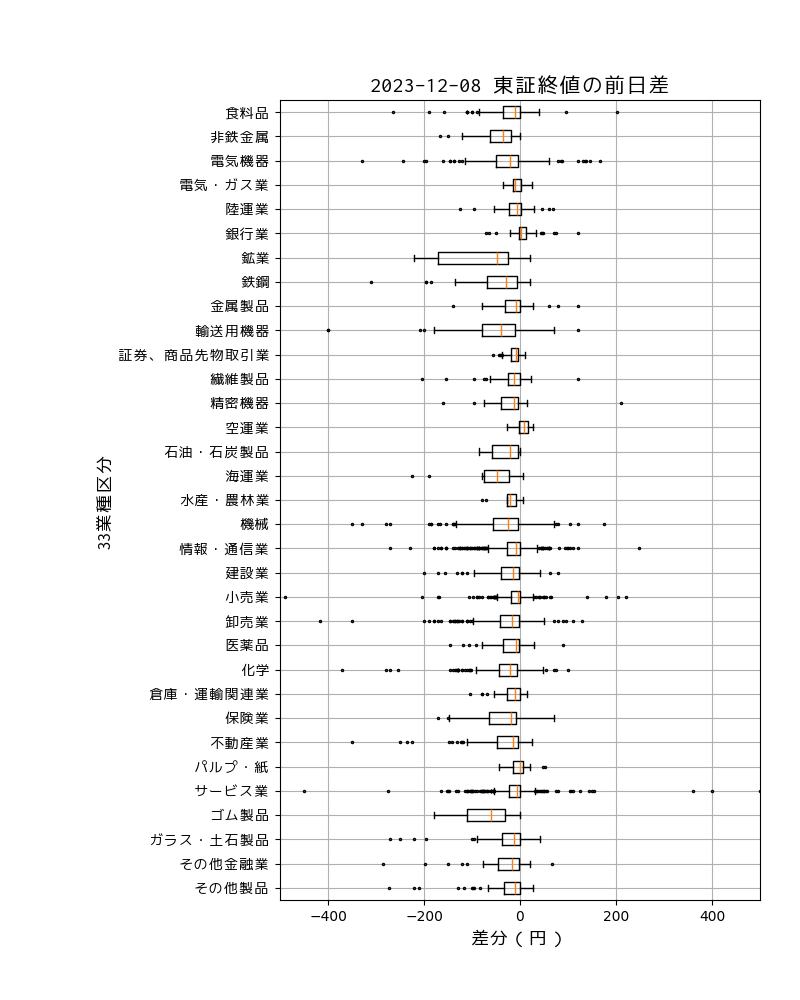 2023-12-08 東証終値の前日差
食料品
非鉄金属
電気機器
電気・ガス業
陸運業
銀行業
鉱業
鉄鋼
金属製品
輸送用機器
証券、商品先物取引業
繊維製品
精密機器
空運業
石油・石炭製品
海運業
水産・農林業
機械
情報・通信業
建設業
小売業
卸売業
医薬品
化学
倉庫・運輸関連業
保険業
不動産業
パルプ・紙
サービス業
ゴム製品
ガラス・土石製品
その他金融業
その他製品
33業種区分
−400 −200 0 200 400
差分（円）